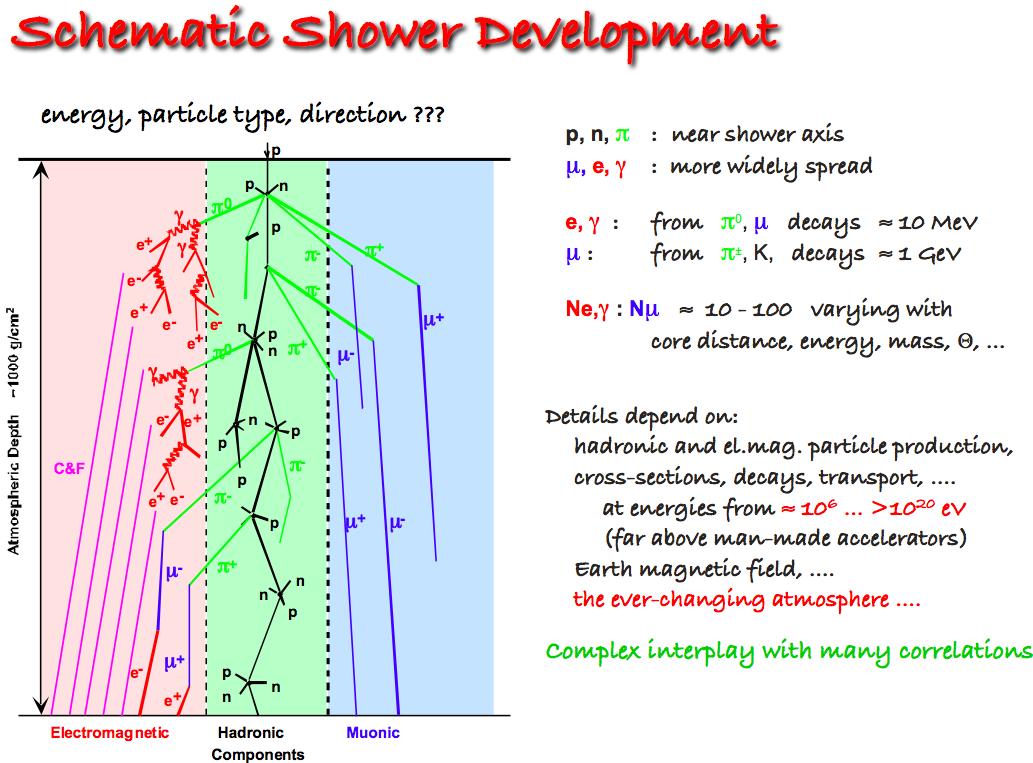 Schematic Shower Development
energy, particle type, direction ???
p
p
n
π⁰
γ
p
e⁺
γ
π-
π+
e-
π-
e⁺
e-
e-
e⁺
n
p
n
π⁰
π+
μ-
μ+
γ
γ
e-
e⁺
n
p
p
C&F
p
π-
e⁺ e-
π-
p
μ+
μ-
π+
μ-
n
n
p
μ+
e-
p
n
n
e⁺
Atmospheric Depth ~1000 g/cm²
Electromagnetic
Hadronic
Components
Muonic
p, n, π : near shower axis
μ, e, γ : more widely spread
e, γ : from π⁰, μ decays ≈ 10 MeV
μ : from π±, K, decays ≈ 1 GeV
Ne,γ : Nμ ≈ 10 - 100 varying with
core distance, energy, mass, Θ, ...
Details depend on:
hadronic and el.mag. particle production,
cross-sections, decays, transport, ....
at energies from ≈ 10⁶ ... >10²⁰ eV
(far above man-made accelerators)
Earth magnetic field, ....
the ever-changing atmosphere ....
Complex interplay with many correlations